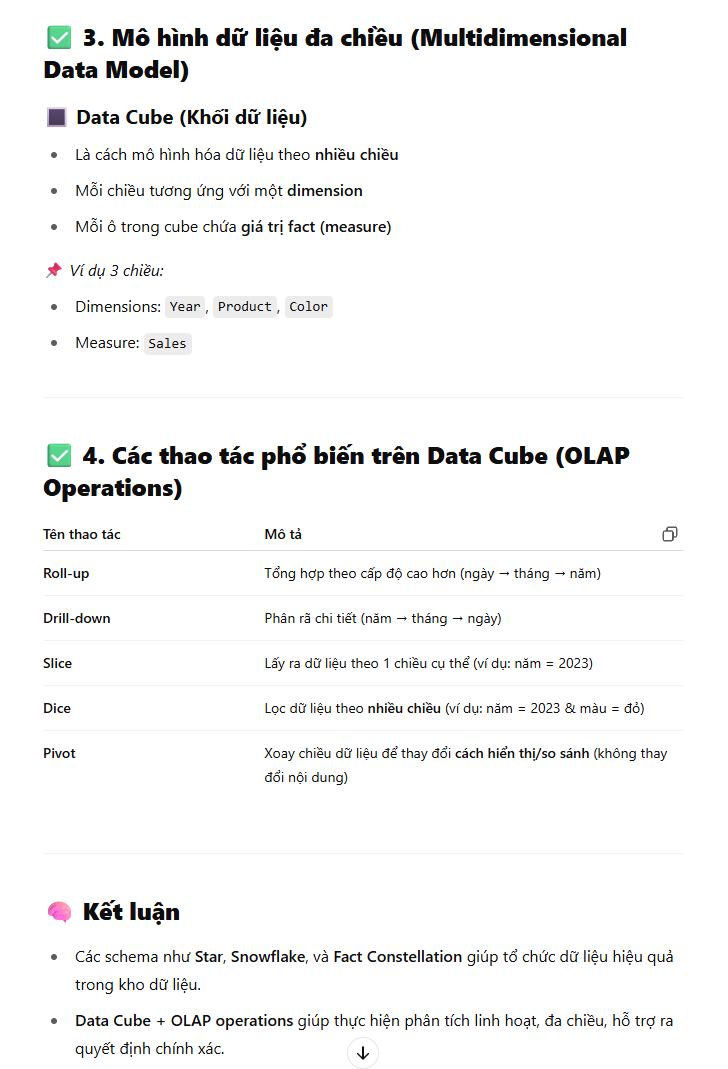 ✅ 3. Mô hình dữ liệu đa chiều (Multidimensional
Data Model)
Data Cube (Khối dữ liệu)
• Là cách mô hình hóa dữ liệu theo nhiều chiều
• Mỗi chiều tương ứng với một dimension
• Mỗi ô trong cube chứa giá trị fact (measure)
📌 Ví dụ 3 chiều:
• Dimensions: Year, Product, Color
• Measure: Sales
✅ 4. Các thao tác phổ biến trên Data Cube (OLAP
Operations)
Tên thao tác Mô tả
Roll-up Tổng hợp theo cấp độ cao hơn (ngày → tháng → năm)
Drill-down Phân rã chi tiết (năm → tháng → ngày)
Slice Lấy ra dữ liệu theo 1 chiều cụ thể (ví dụ: năm = 2023)
Dice Lọc dữ liệu theo nhiều chiều (ví dụ: năm = 2023 & màu = đỏ)
Pivot Xoay chiều dữ liệu để thay đổi cách hiển thị/so sánh (không thay
đổi nội dung)
🧠 Kết luận
• Các schema như Star, Snowflake, và Fact Constellation giúp tổ chức dữ liệu hiệu quả
trong kho dữ liệu.
• Data Cube + OLAP operations giúp thực hiện phân tích linh hoạt, đa chiều, hỗ trợ ra
quyết định chính xác.